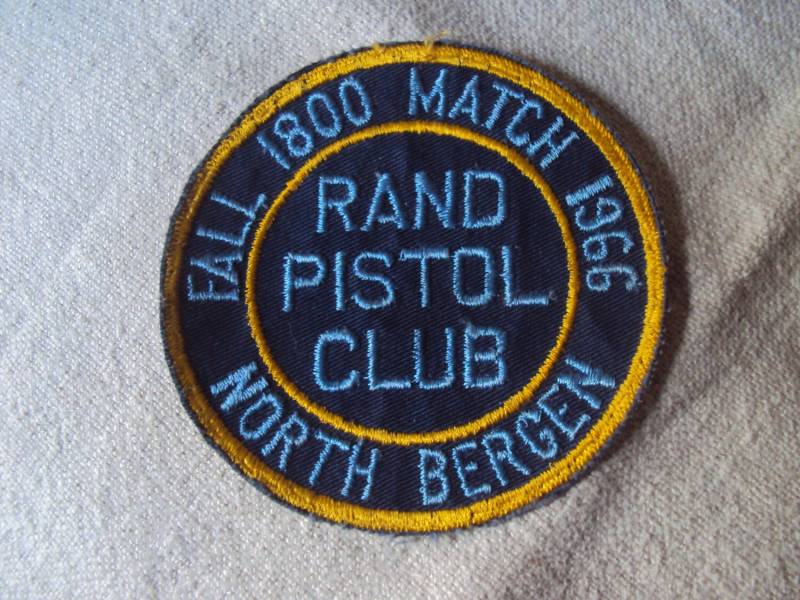 FALL 1800 MATCH 1966
RAND
PISTOL
CLUB
NORTH BERGEN